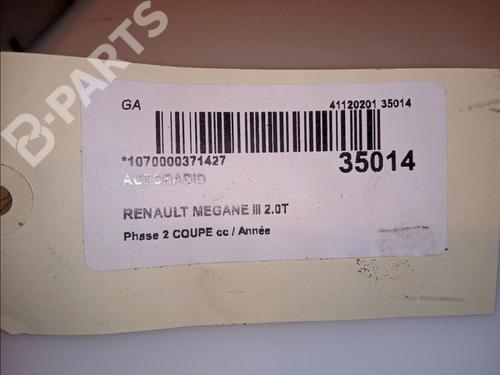 B-PARTS
GA
41120201 35014
*1070000371427
35014
AUTORADIO
RENAULT MEGANE III 2.0T
Phase 2 COUPE cc / Année